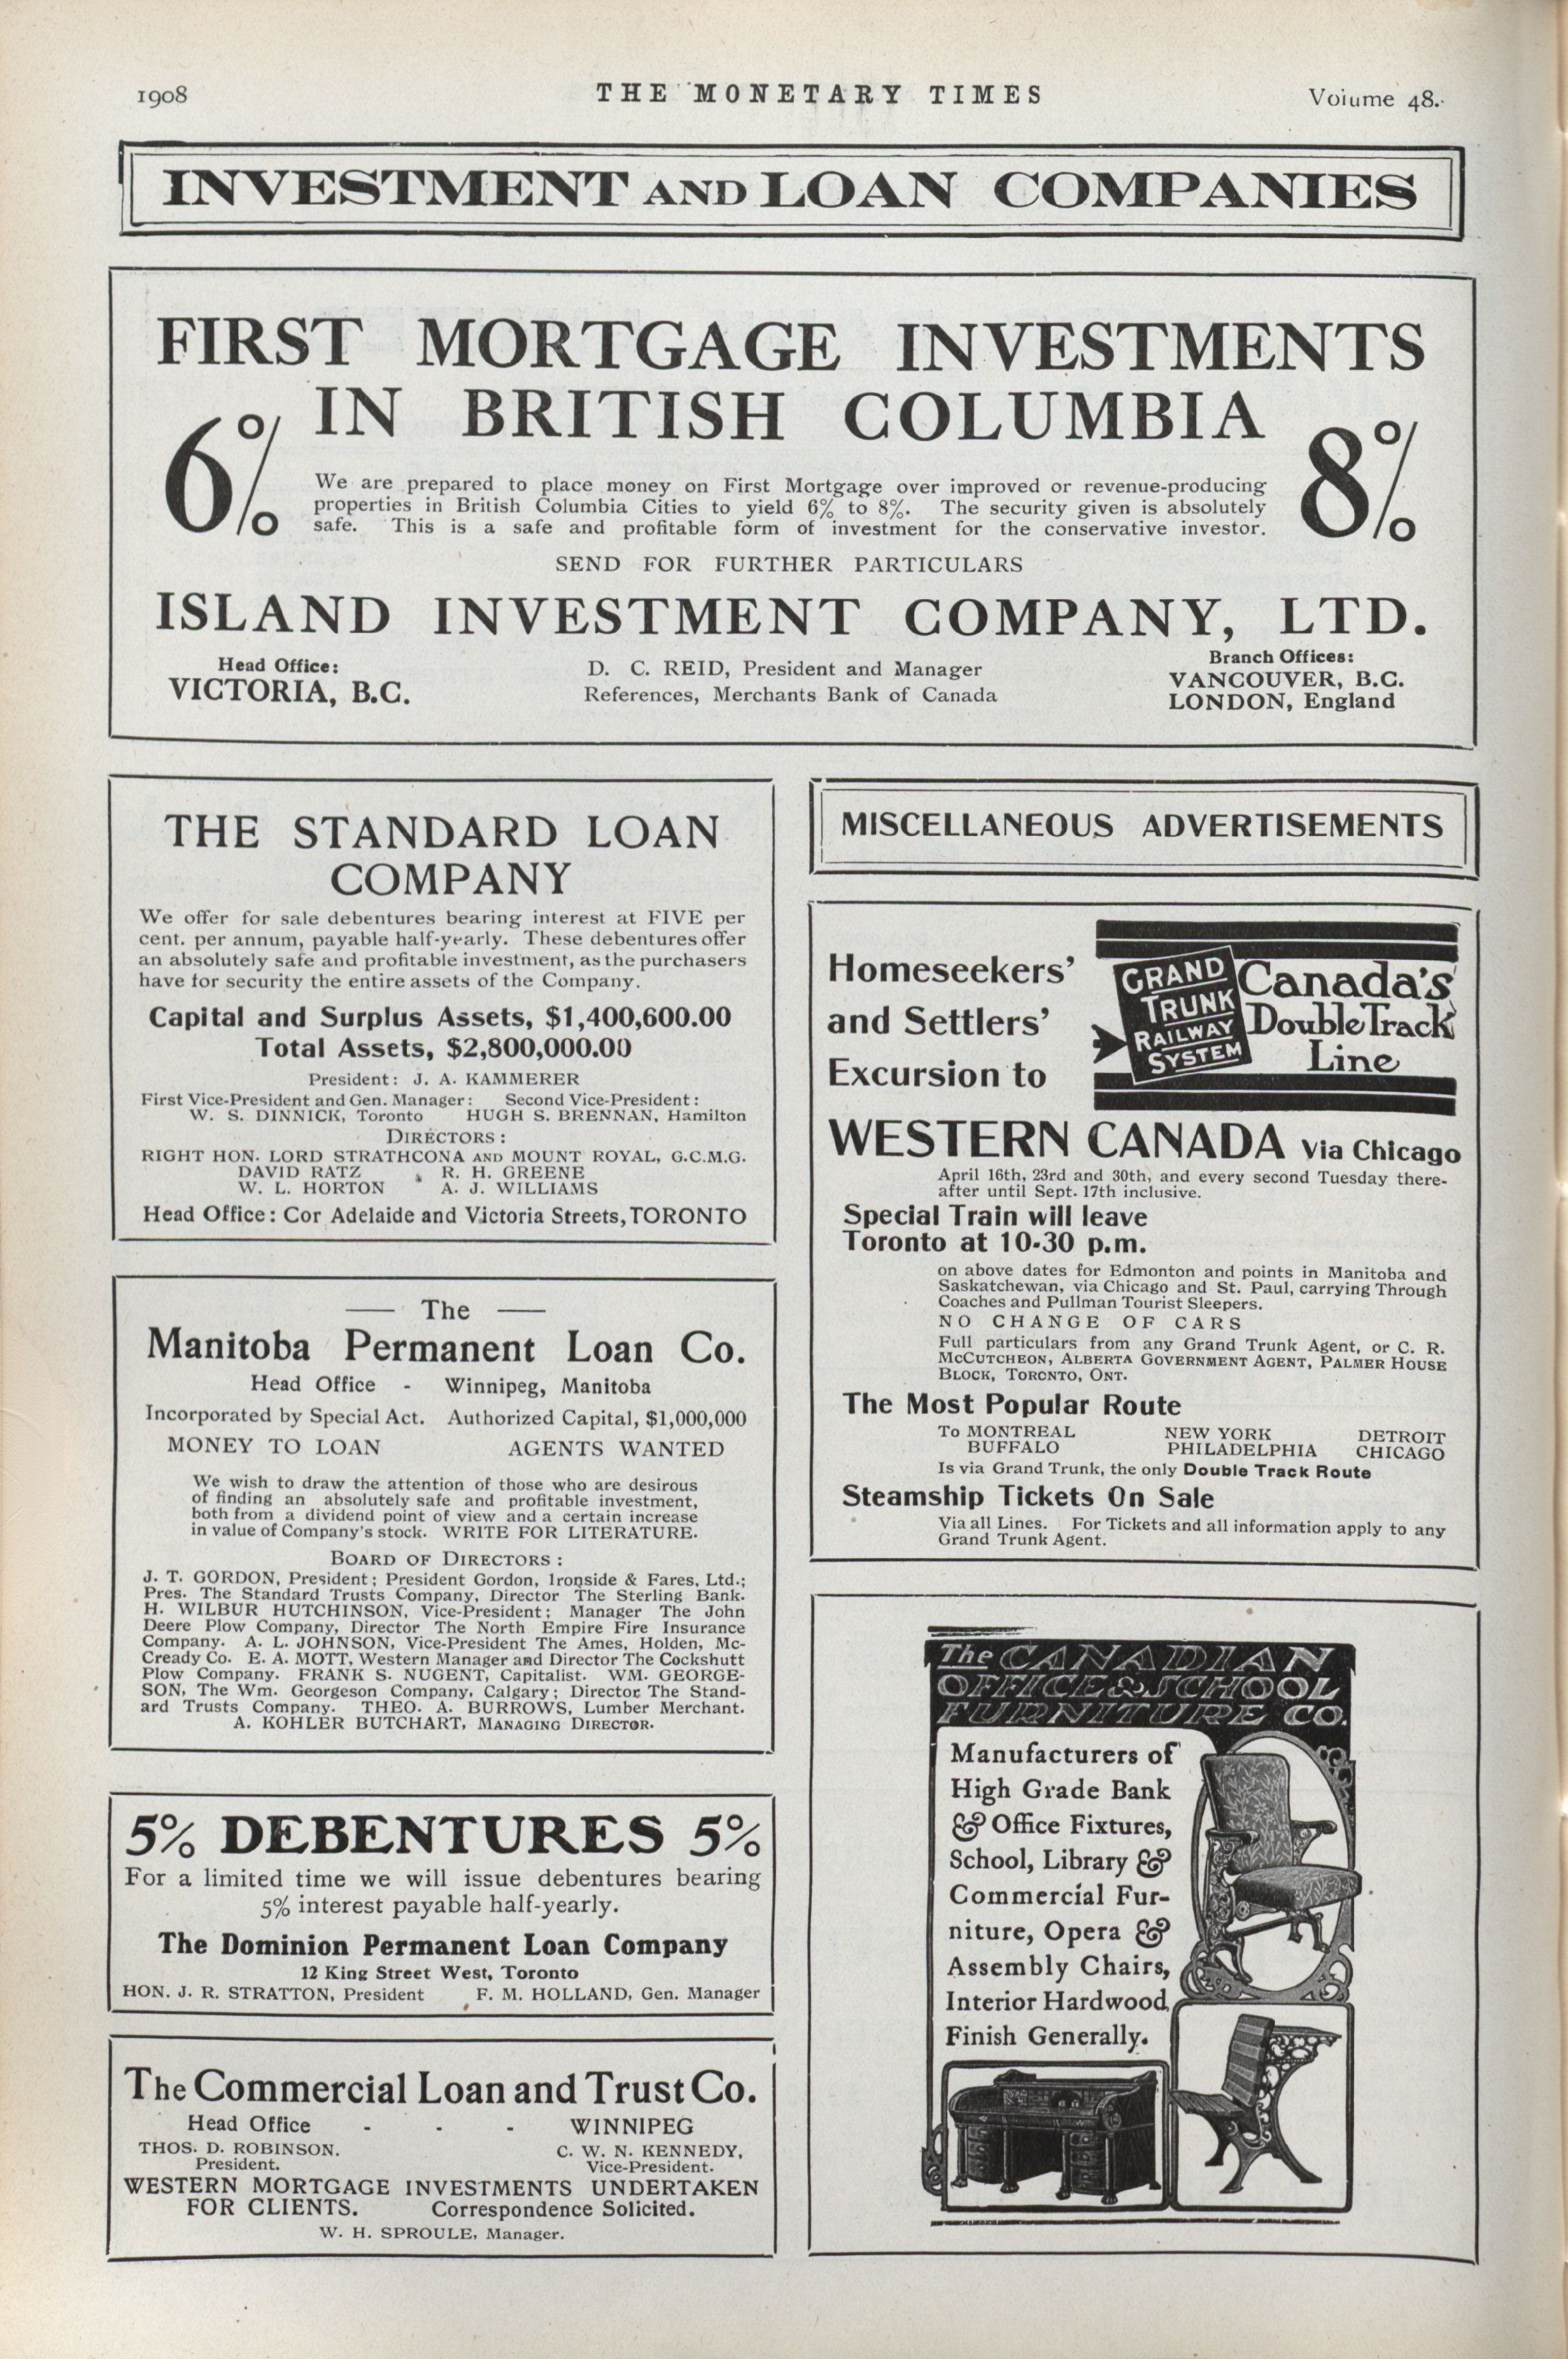 1908
THE MONETARY TIMES
Volume 48.
INVESTMENT AND LOAN COMPANIES
FIRST MORTGAGE INVESTMENTS
IN BRITISH COLUMBIA
6%
8%
We are prepared to place money on First Mortgage over improved or revenue-producing
properties in British Columbia Cities to yield 6% to 8%. The security given is absolutely
safe. This is a safe and profitable form of investment for the conservative investor.
SEND FOR FURTHER PARTICULARS
ISLAND INVESTMENT COMPANY, LTD.
Head Office:
VICTORIA, B.C.
D. C. REID, President and Manager
References, Merchants Bank of Canada
Branch Offices:
VANCOUVER, B.C.
LONDON, England
THE STANDARD LOAN
COMPANY
We offer for sale debentures bearing interest at FIVE per
cent. per annum, payable half-yearly. These debentures offer
an absolutely safe and profitable investment, as the purchasers
have for security the entire assets of the Company.
Capital and Surplus Assets, $1,400,600.00
Total Assets, $2,800,000.00
President: J. A. KAMMERER
First Vice-President and Gen. Manager: Second Vice-President:
W. S. DINNICK, Toronto HUGH S. BRENNAN, Hamilton
DIRECTORS:
RIGHT HON. LORD STRATHCONA AND MOUNT ROYAL, G.C.M.G.
DAVID RATZ R. H. GREENE
W. L. HORTON A. J. WILLIAMS
Head Office: Cor Adelaide and Victoria Streets, TORONTO
The
Manitoba Permanent Loan Co.
Head Office - Winnipeg, Manitoba
Incorporated by Special Act. Authorized Capital, $1,000,000
MONEY TO LOAN AGENTS WANTED
We wish to draw the attention of those who are desirous
of finding an absolutely safe and profitable investment,
both from a dividend point of view and a certain increase
in value of Company's stock. WRITE FOR LITERATURE.
BOARD OF DIRECTORS:
J. T. GORDON, President; President Gordon, Ironside & Fares, Ltd.;
Pres. The Standard Trusts Company, Director The Sterling Bank.
H. WILBUR HUTCHINSON, Vice-President; Manager The John
Deere Plow Company, Director The North Empire Fire Insurance
Company. A. L. JOHNSON, Vice-President The Ames, Holden, Mc-
Cready Co. E. A. MOTT, Western Manager and Director The Cockshutt
Plow Company. FRANK S. NUGENT, Capitalist. WM. GEORGE-
SON, The Wm. Georgeson Company, Calgary; Director The Stand-
ard Trusts Company. THEO. A. BURROWS, Lumber Merchant.
A. KOHLER BUTCHART, MANAGING DIRECTOR.
5% DEBENTURES 5%
For a limited time we will issue debentures bearing
5% interest payable half-yearly.
The Dominion Permanent Loan Company
12 King Street West, Toronto
HON. J. R. STRATTON, President F. M. HOLLAND, Gen. Manager
The Commercial Loan and Trust Co.
Head Office - - - WINNIPEG
THOS. D. ROBINSON. C. W. N. KENNEDY,
President. Vice-President.
WESTERN MORTGAGE INVESTMENTS UNDERTAKEN
FOR CLIENTS. Correspondence Solicited.
W. H. SPROULE, Manager.
MISCELLANEOUS ADVERTISEMENTS
Homeseekers'
and Settlers'
Excursion to
GRAND
TRUNK
RAILWAY
SYSTEM
Canada's
Double Track
Line
WESTERN CANADA Via Chicago
April 16th, 23rd and 30th, and every second Tuesday there-
after until Sept. 17th inclusive.
Special Train will leave
Toronto at 10-30 p.m.
on above dates for Edmonton and points in Manitoba and
Saskatchewan, via Chicago and St. Paul, carrying Through
Coaches and Pullman Tourist Sleepers.
NO CHANGE OF CARS
Full particulars from any Grand Trunk Agent, or C. R.
MCCUTCHEON, ALBERTA GOVERNMENT AGENT, PALMER HOUSE
BLOCK, TORONTO, ONT.
The Most Popular Route
To MONTREAL NEW YORK DETROIT
BUFFALO PHILADELPHIA CHICAGO
Is via Grand Trunk, the only Double Track Route
Steamship Tickets On Sale
Via all Lines. For Tickets and all information apply to any
Grand Trunk Agent.
The CANADIAN
OFFICE & SCHOOL
FURNITURE CO.
Manufacturers of
High Grade Bank
& Office Fixtures,
School, Library &
Commercial Fur-
niture, Opera &
Assembly Chairs,
Interior Hardwood
Finish Generally.